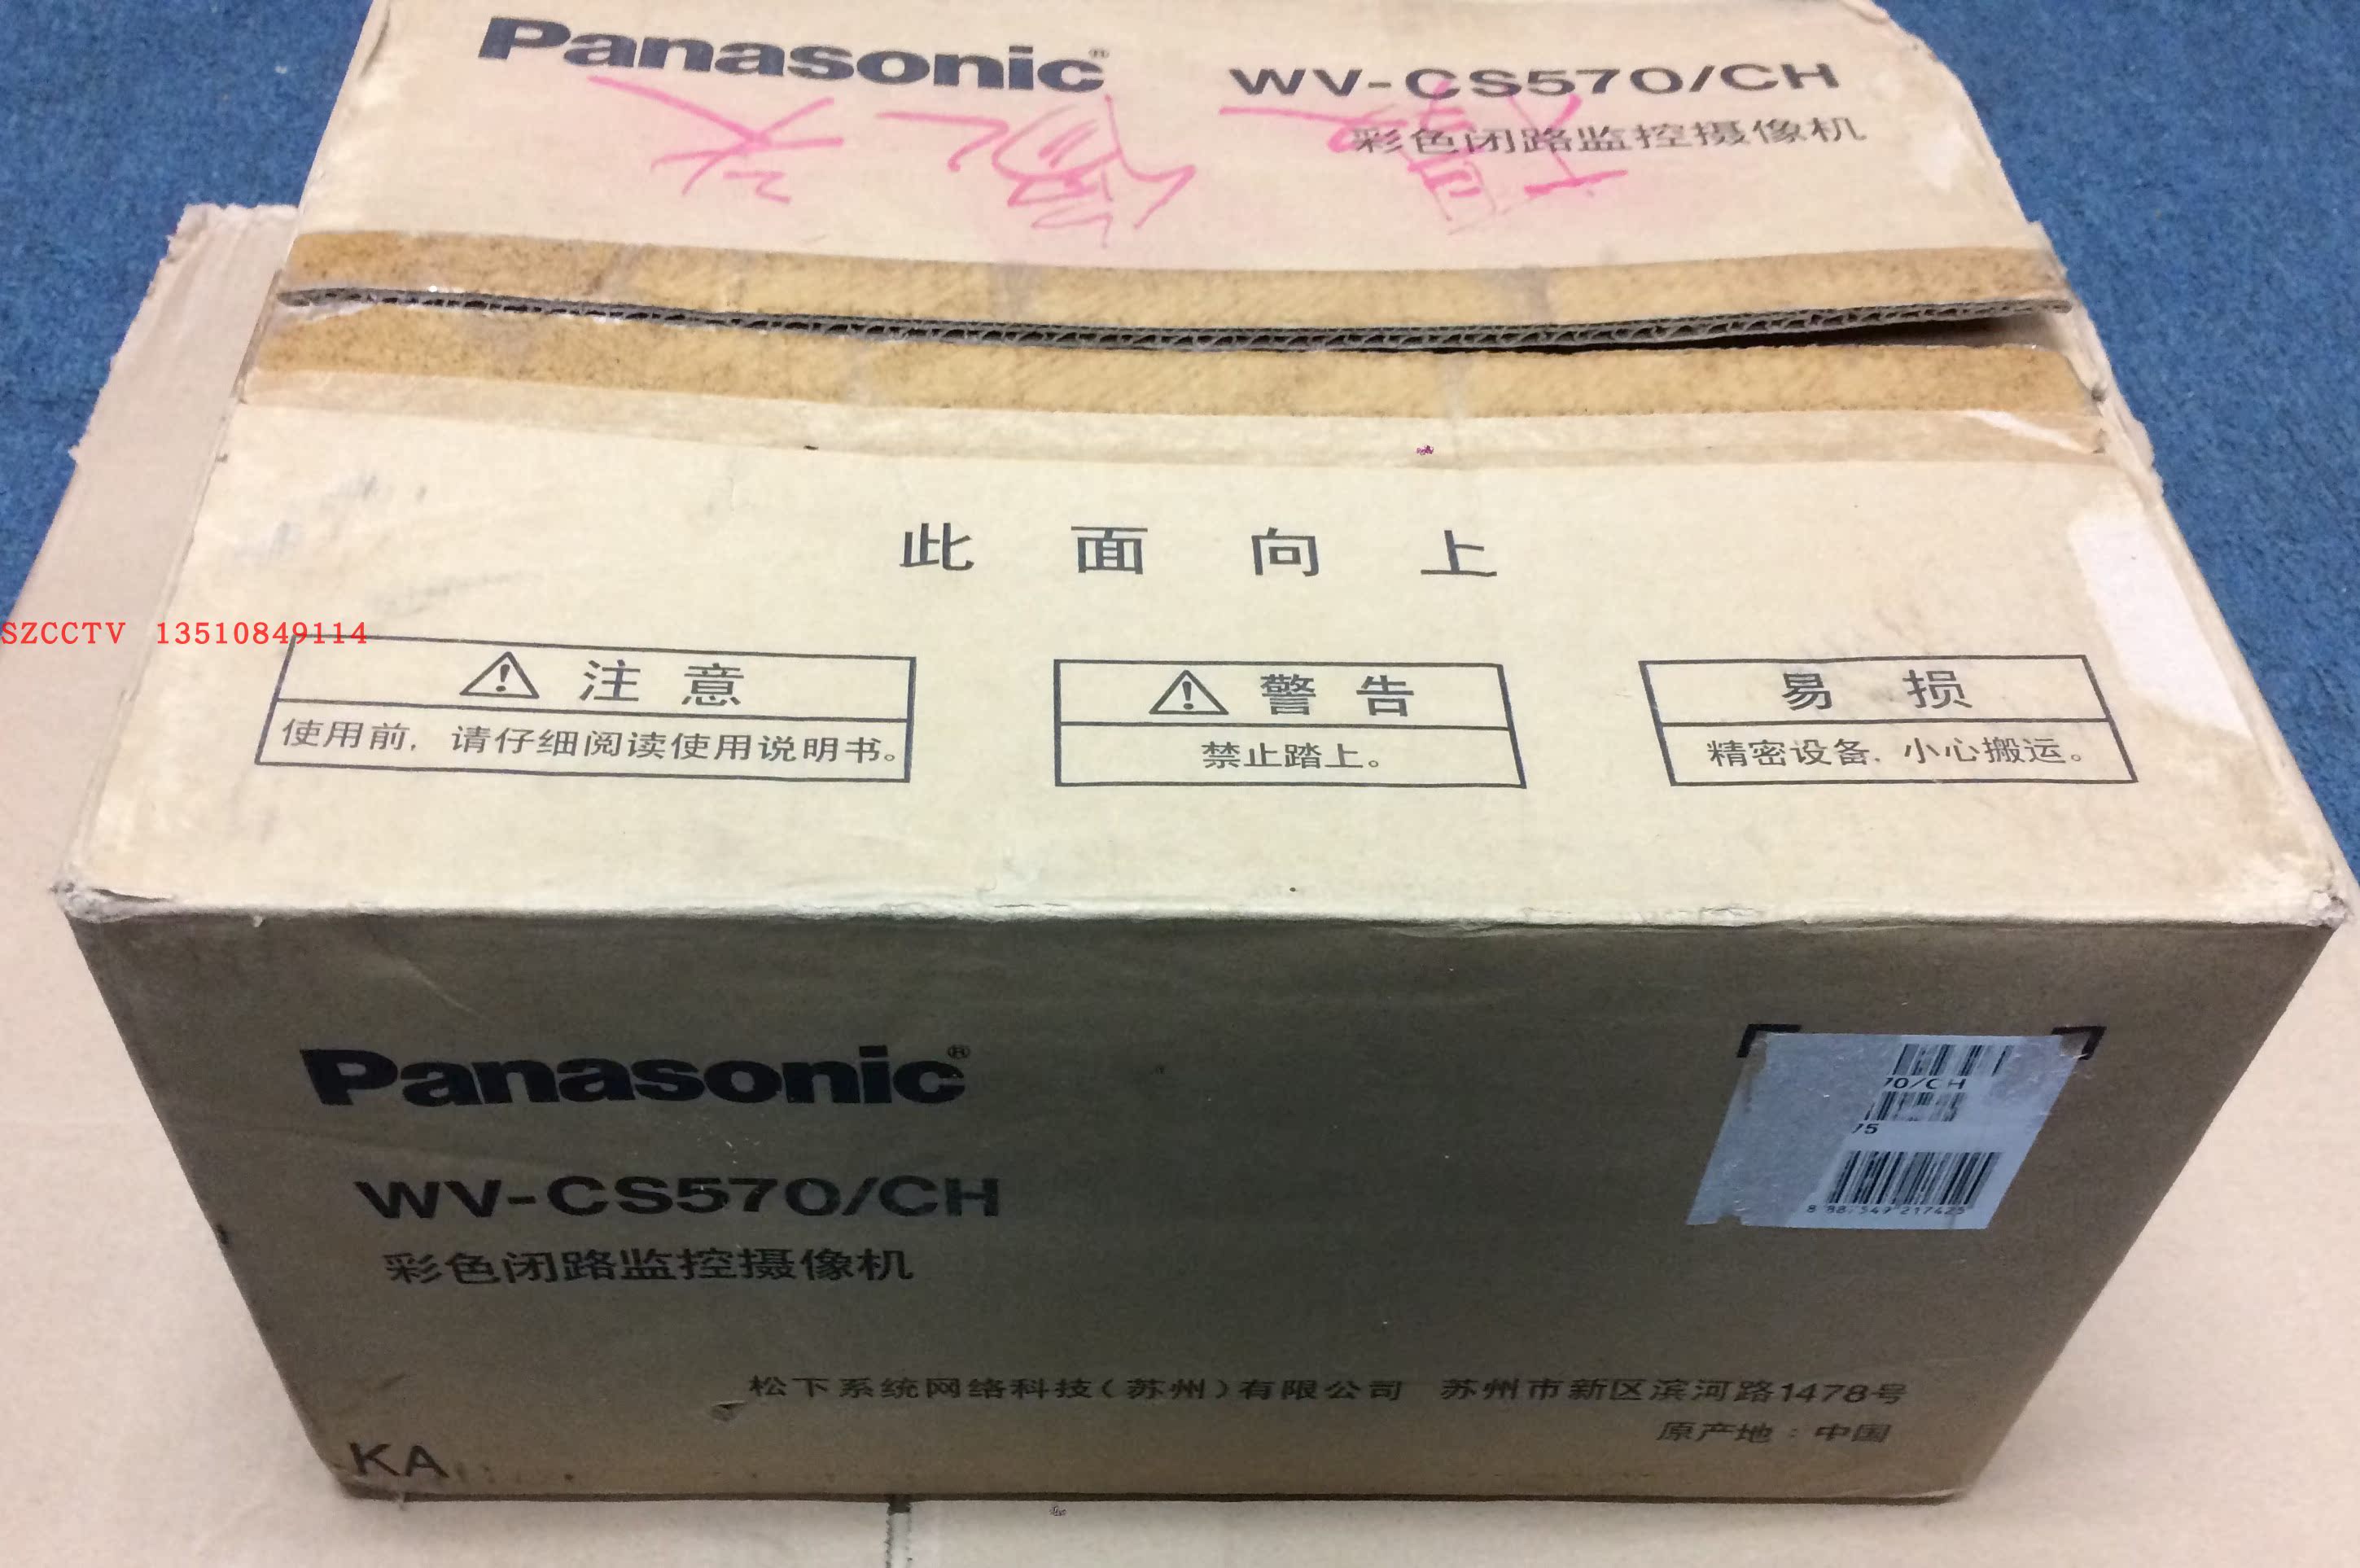 Panasonic®
WV-CS570/CH
彩色闭路监控摄像机
此面向上
SZCCTV 13510849114
注意
使用前，请仔细阅读使用说明书。
警告
禁止踏上。
易损
精密设备，小心搬运。
Panasonic®
WV-CS570/CH
彩色闭路监控摄像机
70/CH
75
217425
松下系统网络科技（苏州）有限公司 苏州市新区滨河路1478号
原产地：中国
KA